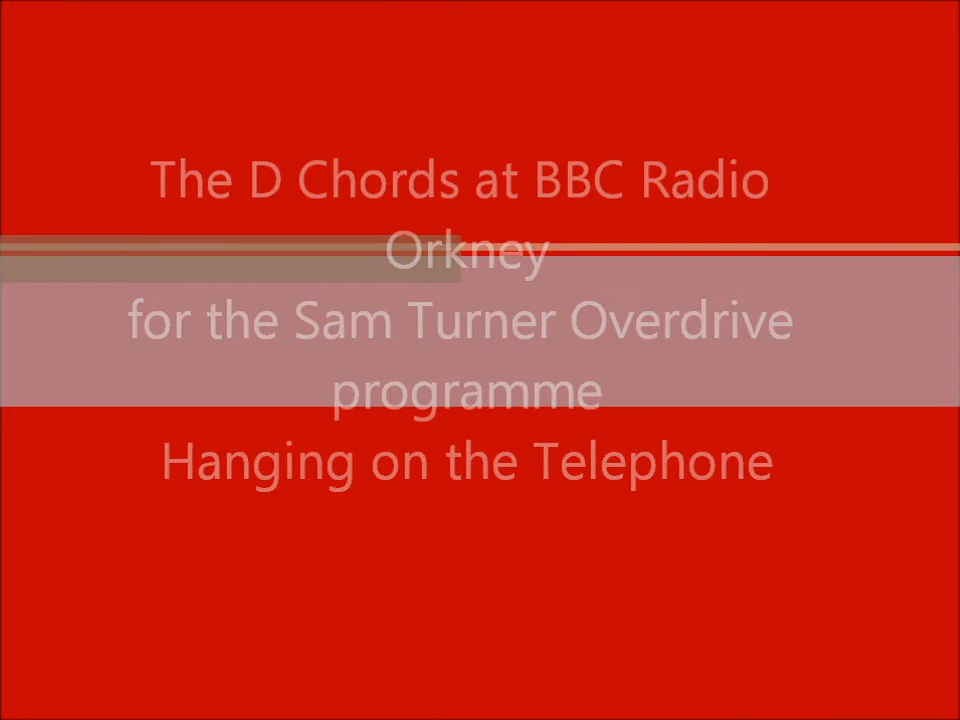 The D Chords at BBC Radio
Orkney
for the Sam Turner Overdrive
programme
Hanging on the Telephone